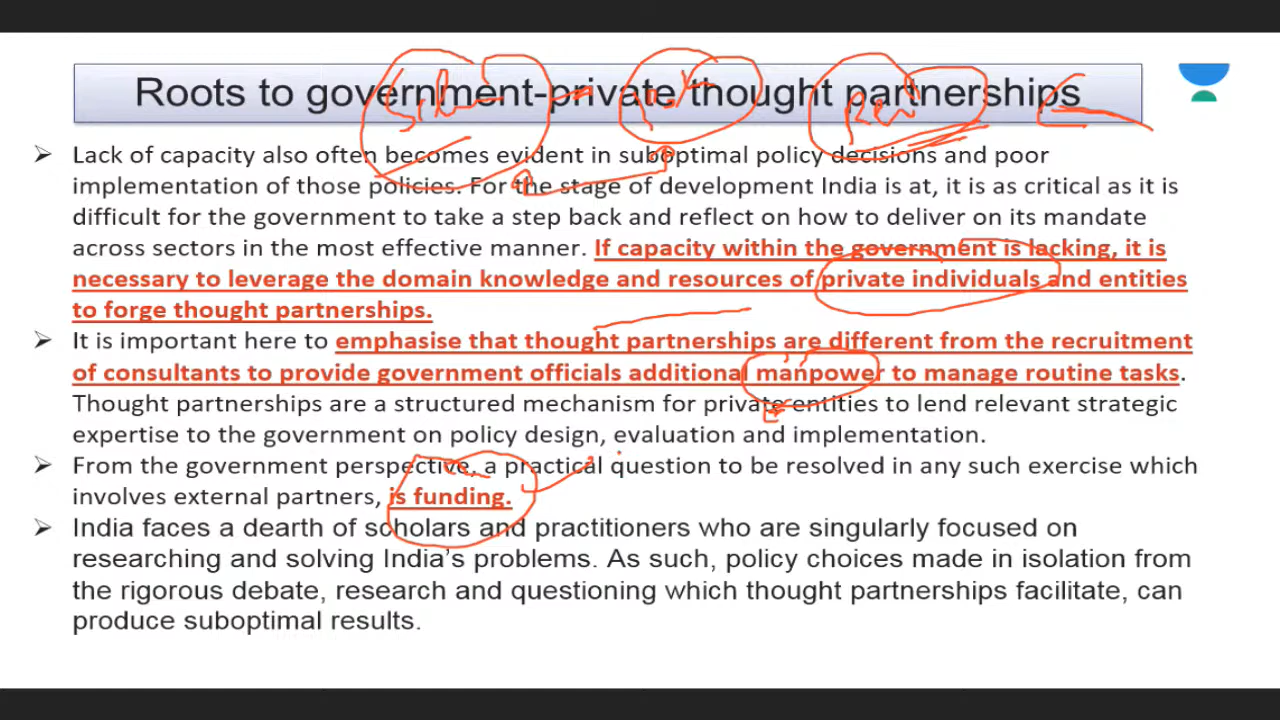 Roots to government-private thought partnerships
➢ Lack of capacity also often becomes evident in suboptimal policy decisions and poor
implementation of those policies. For the stage of development India is at, it is as critical as it is
difficult for the government to take a step back and reflect on how to deliver on its mandate
across sectors in the most effective manner. If capacity within the government is lacking, it is
necessary to leverage the domain knowledge and resources of private individuals and entities
to forge thought partnerships.
➢ It is important here to emphasise that thought partnerships are different from the recruitment
of consultants to provide government officials additional manpower to manage routine tasks.
Thought partnerships are a structured mechanism for private entities to lend relevant strategic
expertise to the government on policy design, evaluation and implementation.
➢ From the government perspective, a practical question to be resolved in any such exercise which
involves external partners, is funding.
➢ India faces a dearth of scholars and practitioners who are singularly focused on
researching and solving India's problems. As such, policy choices made in isolation from
the rigorous debate, research and questioning which thought partnerships facilitate, can
produce suboptimal results.